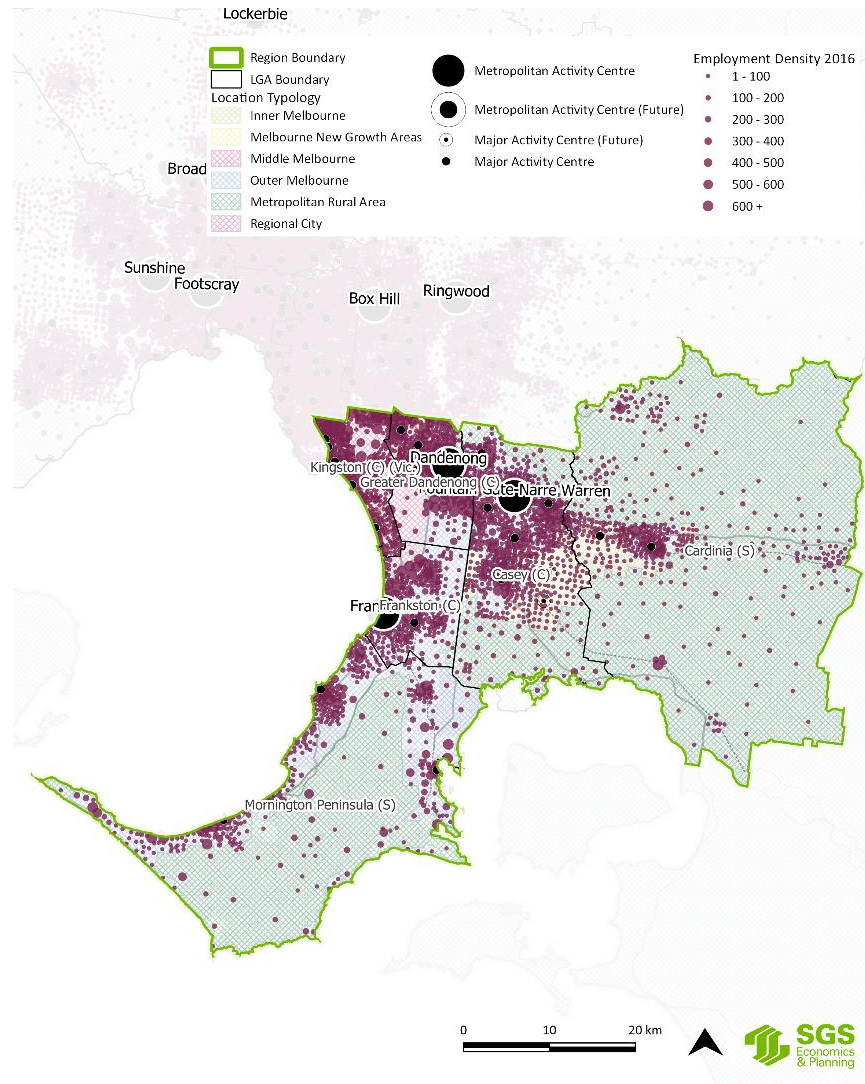 Lockerbie
Region Boundary
LGA Boundary
Location Typology
Inner Melbourne
Melbourne New Growth Areas
Middle Melbourne
Outer Melbourne
Metropolitan Rural Area
Regional City
Metropolitan Activity Centre
Metropolitan Activity Centre (Future)
Major Activity Centre (Future)
Major Activity Centre
Employment Density 2016
1 - 100
100 - 200
200 - 300
300 - 400
400 - 500
500 - 600
600 +
Broad
Sunshine
Footscray
Box Hill
Ringwood
Dandenong
Kingston (C) (Vic.)
Greater Dandenong (C)
Gate-Narre Warren
Cardinia (S)
Casey (C)
Fran
Frankston (C)
Mornington Peninsula (S)
0 10 20 km
SGS
Economics
& Planning